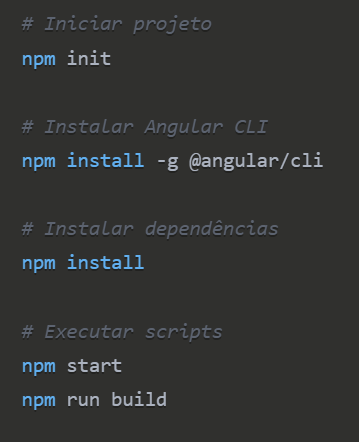 # Iniciar projeto
npm init
# Instalar Angular CLI
npm install -g @angular/cli
# Instalar dependências
npm install
# Executar scripts
npm start
npm run build